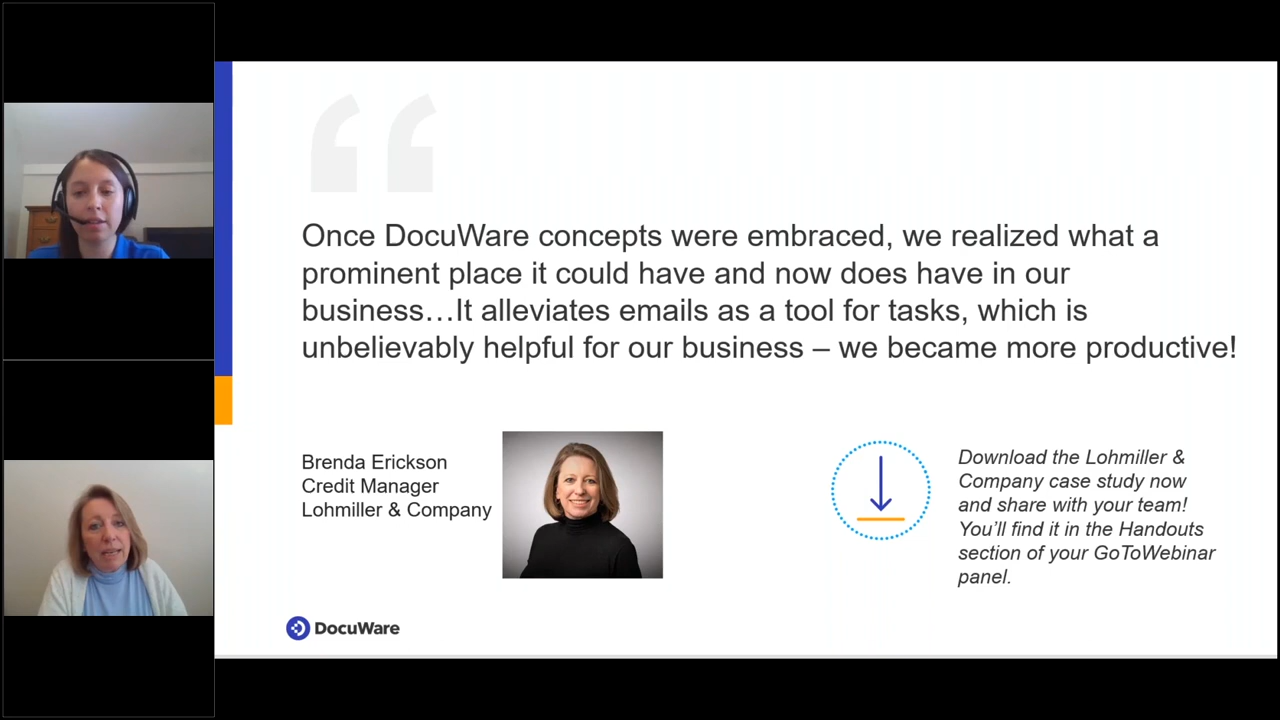 Once DocuWare concepts were embraced, we realized what a
prominent place it could have and now does have in our
business…It alleviates emails as a tool for tasks, which is
unbelievably helpful for our business – we became more productive!
Brenda Erickson
Credit Manager
Lohmiller & Company
Download the Lohmiller &
Company case study now
and share with your team!
You’ll find it in the Handouts
section of your GoToWebinar
panel.
DocuWare